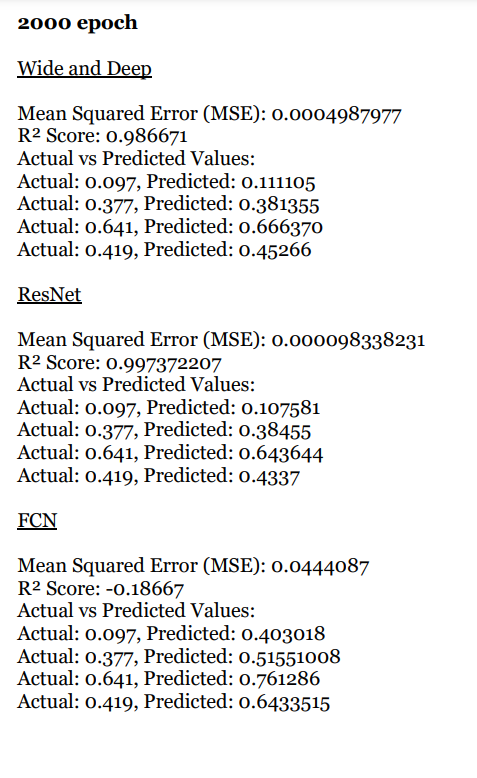 2000 epoch
Wide and Deep
Mean Squared Error (MSE): 0.0004987977
R² Score: 0.986671
Actual vs Predicted Values:
Actual: 0.097, Predicted: 0.111105
Actual: 0.377, Predicted: 0.381355
Actual: 0.641, Predicted: 0.666370
Actual: 0.419, Predicted: 0.45266
ResNet
Mean Squared Error (MSE): 0.000098338231
R² Score: 0.997372207
Actual vs Predicted Values:
Actual: 0.097, Predicted: 0.107581
Actual: 0.377, Predicted: 0.38455
Actual: 0.641, Predicted: 0.643644
Actual: 0.419, Predicted: 0.4337
FCN
Mean Squared Error (MSE): 0.0444087
R² Score: -0.18667
Actual vs Predicted Values:
Actual: 0.097, Predicted: 0.403018
Actual: 0.377, Predicted: 0.51551008
Actual: 0.641, Predicted: 0.761286
Actual: 0.419, Predicted: 0.6433515